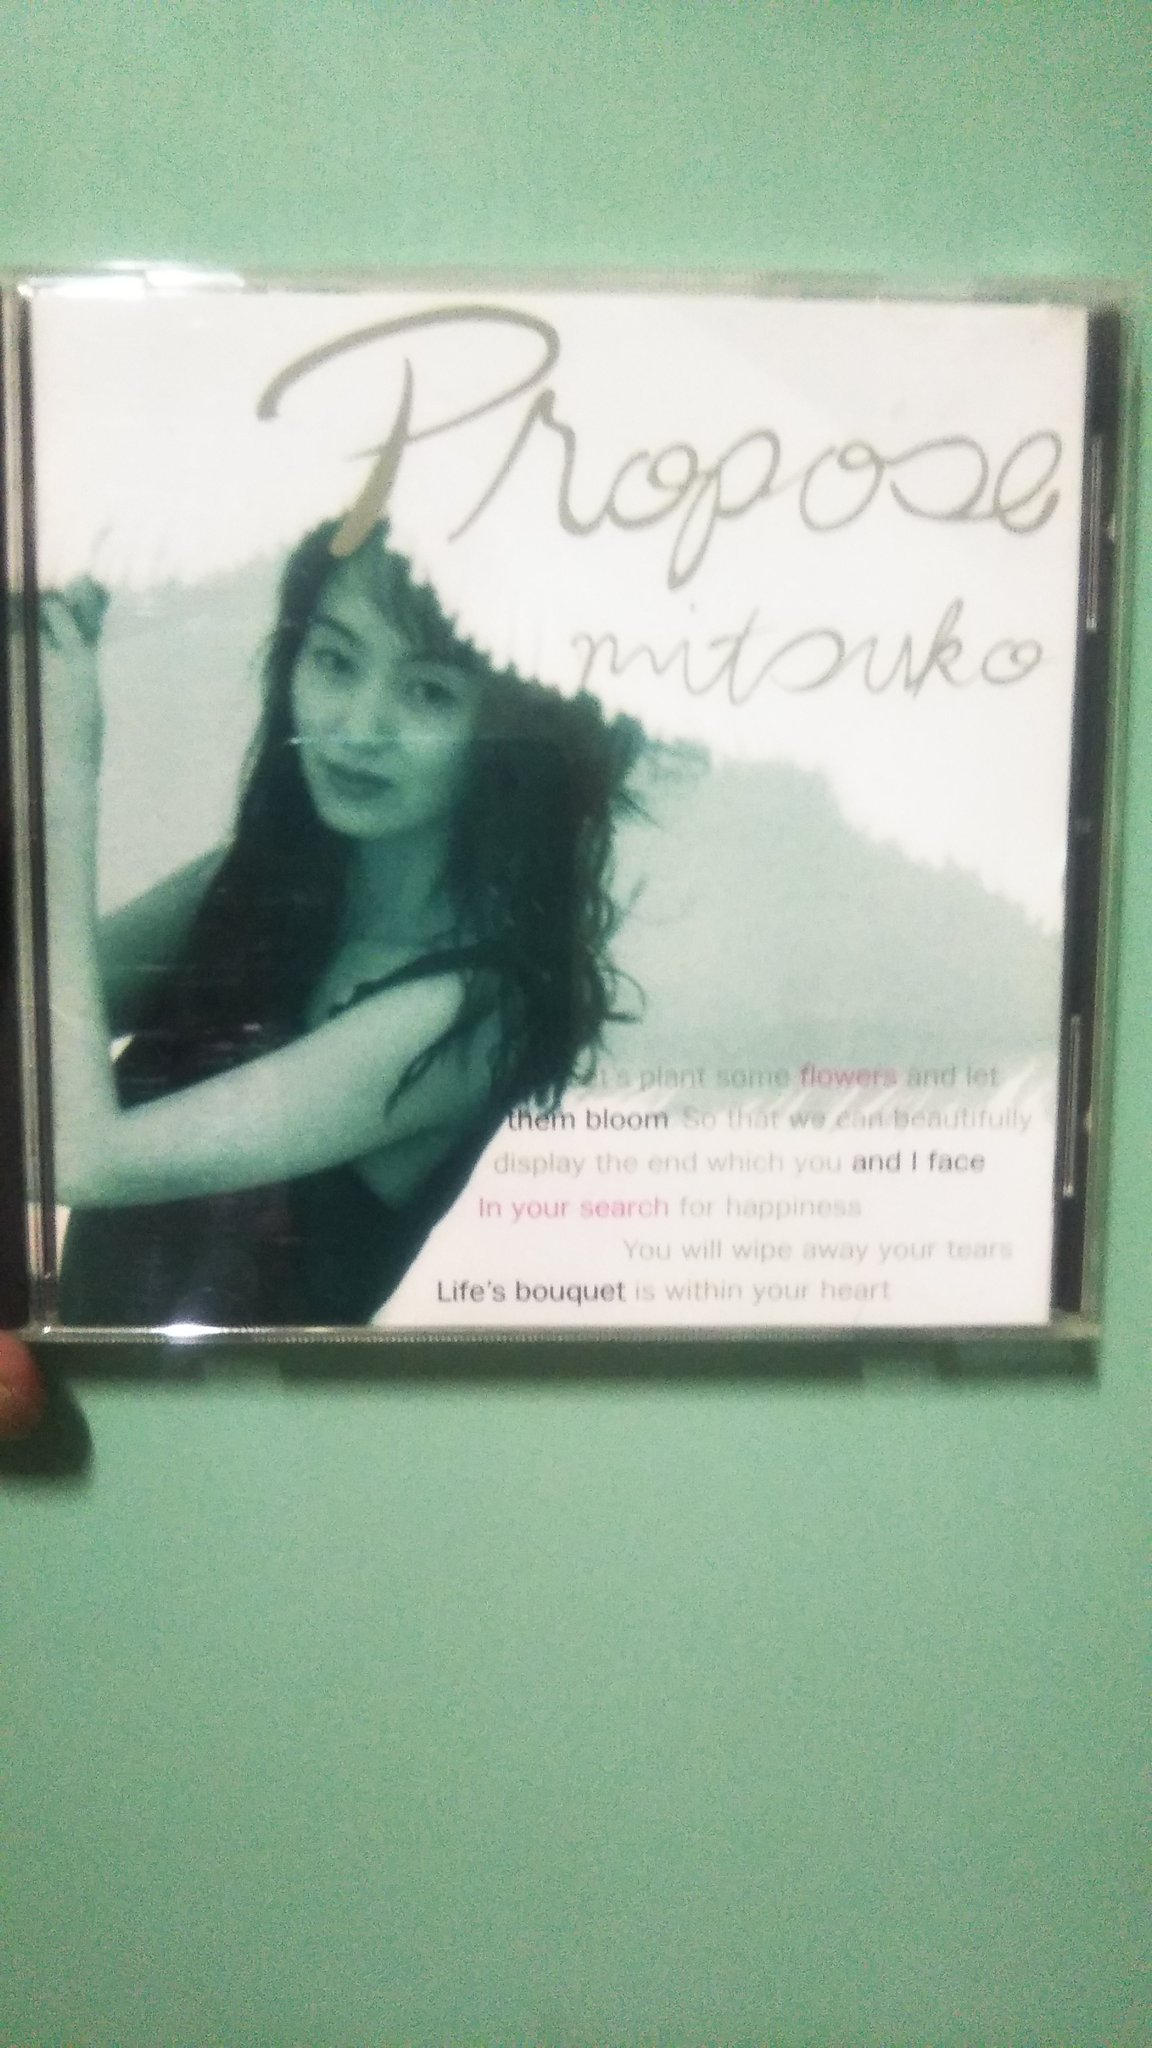 Propose
mitsuko
Let's plant some flowers and let
them bloom So that we can beautifully
display the end which you and I face
In your search for happiness
You will wipe away your tears
Life's bouquet is within your heart